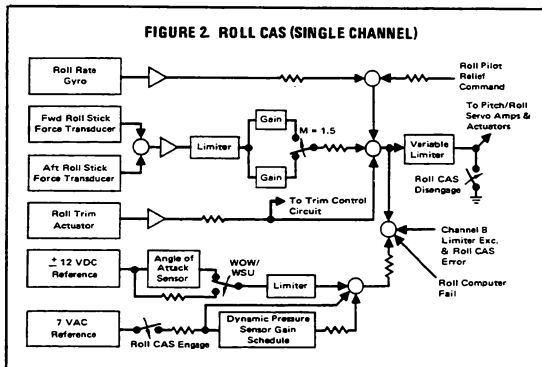 FIGURE 2. ROLL CAS (SINGLE CHANNEL)
Roll Rate
Gyro
Roll Pilot
Relief
Command
Fwd Roll Stick
Force Transducer
Aft Roll Stick
Force Transducer
Limiter
Gain
Gain
M = 1.5
Variable
Limiter
To Pitch/Roll
Servo Amps &
Actuators
Roll CAS
Disengage
Roll Trim
Actuator
To Trim Control
Circuit
± 12 VDC
Reference
Angle of
Attack
Sensor
WOW/
WSU
Limiter
Channel B
Limiter Exc.
& Roll CAS
Error
Roll Computer
Fail
7 VAC
Reference
Roll CAS Engage
Dynamic Pressure
Sensor Gain
Schedule